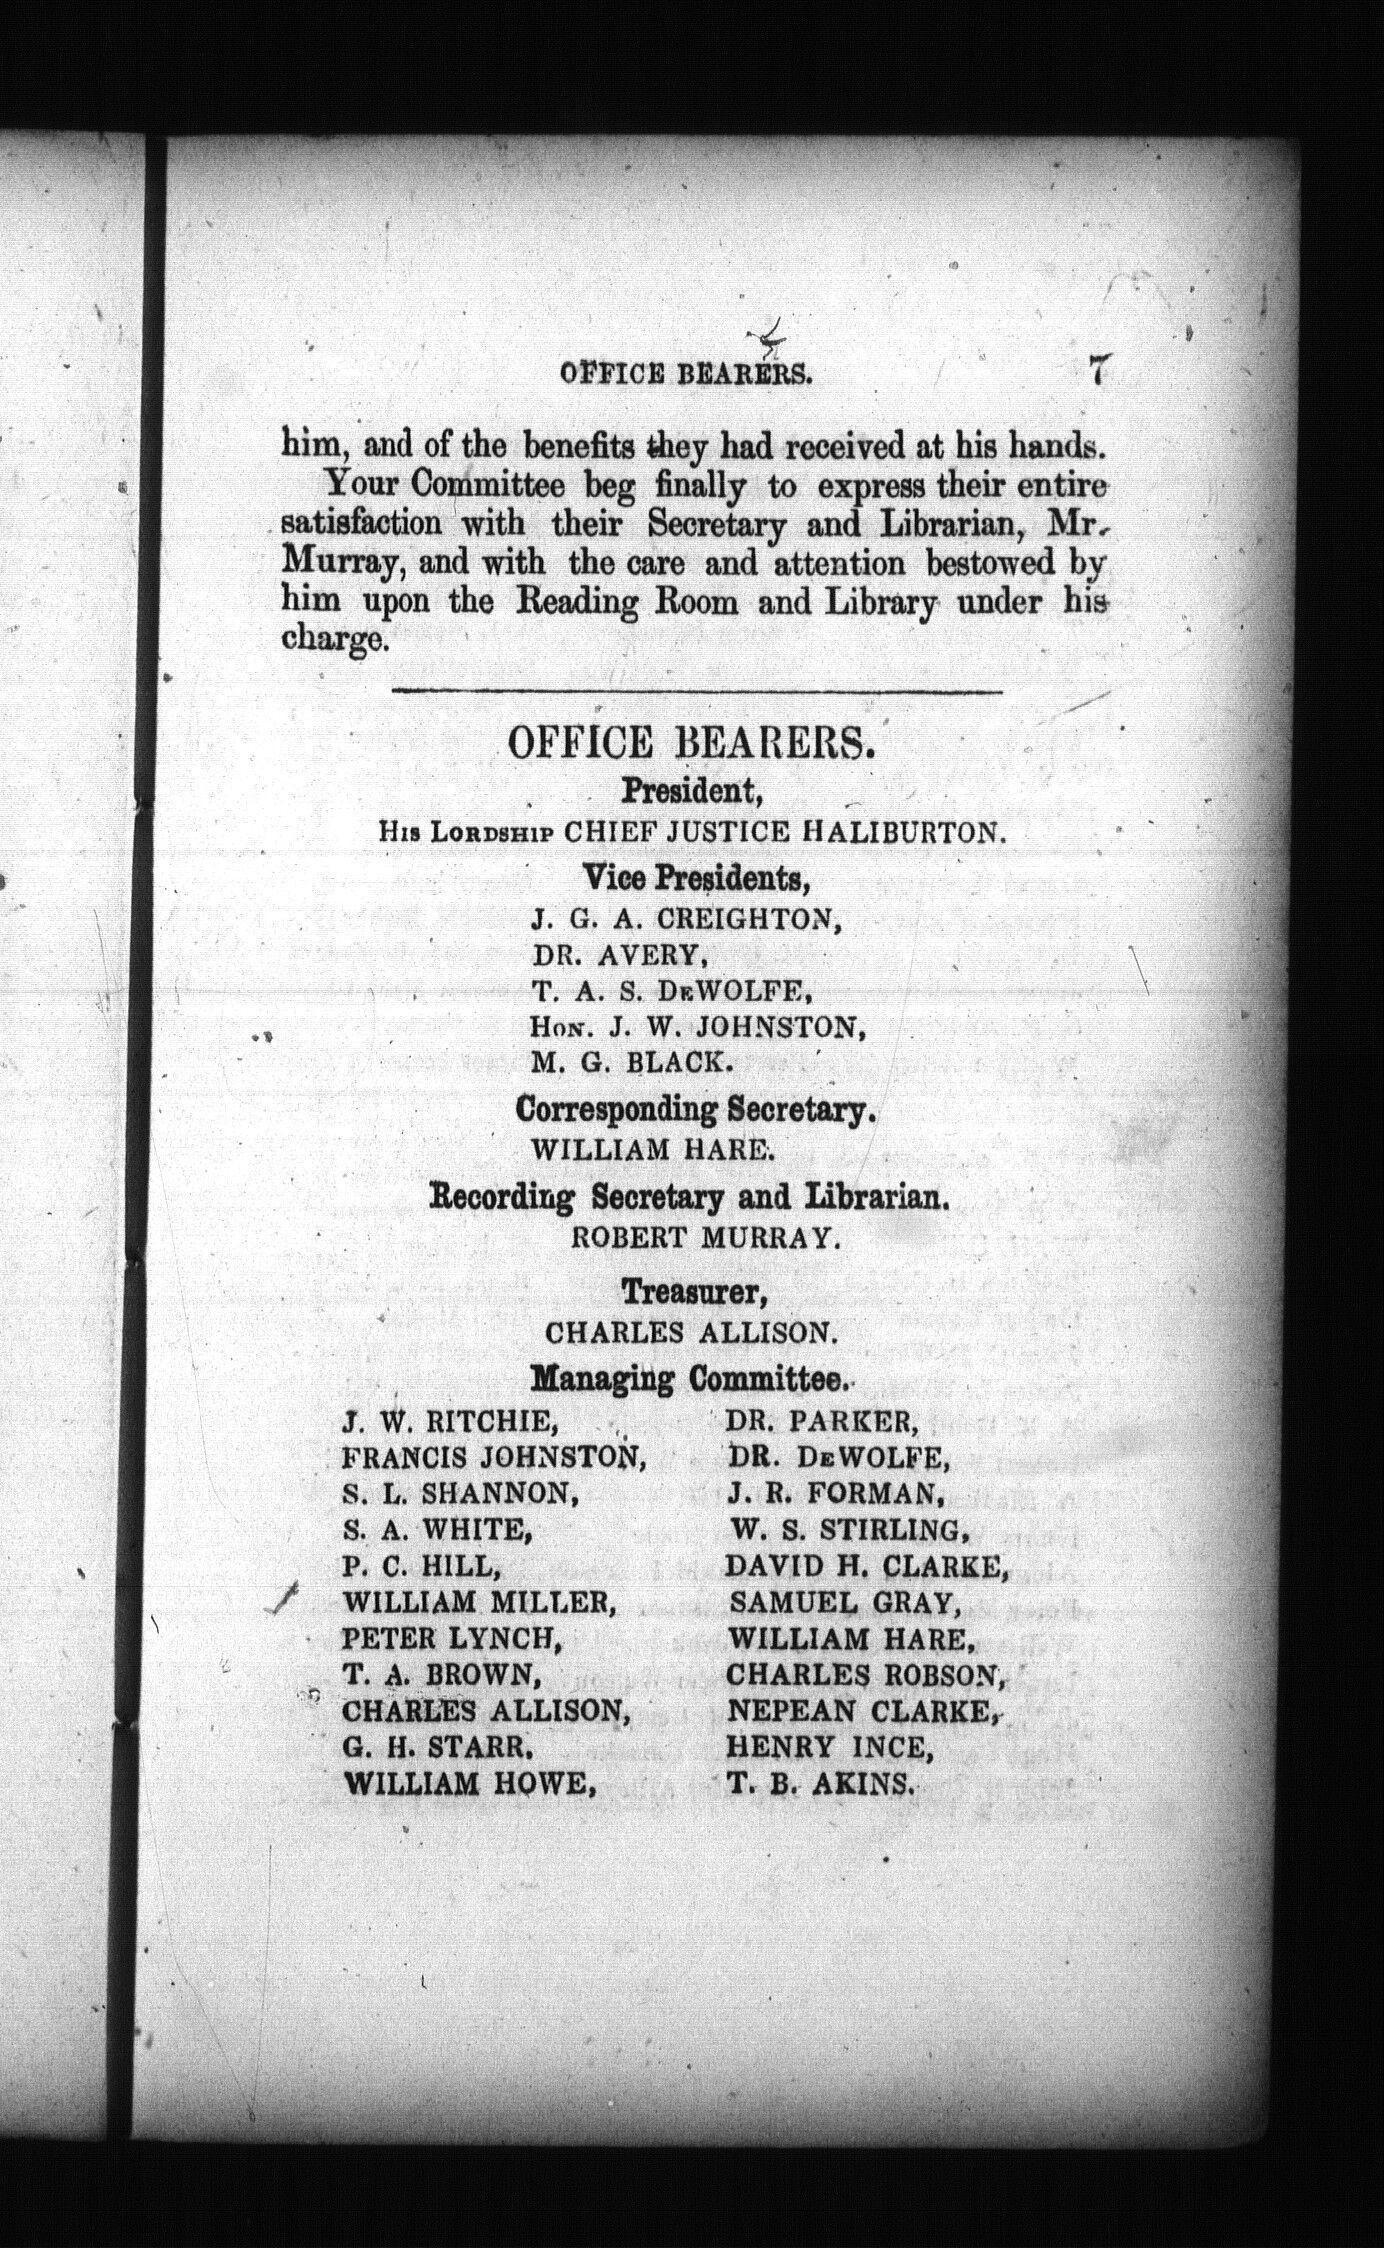 OFFICE BEARERS. 7
him, and of the benefits they had received at his hands.
Your Committee beg finally to express their entire
satisfaction with their Secretary and Librarian, Mr.
Murray, and with the care and attention bestowed by
him upon the Reading Room and Library under his
charge.
OFFICE BEARERS.
President,
His Lordship CHIEF JUSTICE HALIBURTON.
Vice Presidents,
J. G. A. CREIGHTON,
DR. AVERY,
T. A. S. DeWOLFE,
Hon. J. W. JOHNSTON,
M. G. BLACK.
Corresponding Secretary.
WILLIAM HARE.
Recording Secretary and Librarian.
ROBERT MURRAY.
Treasurer,
CHARLES ALLISON.
Managing Committee.
J. W. RITCHIE,
FRANCIS JOHNSTON,
S. L. SHANNON,
S. A. WHITE,
P. C. HILL,
WILLIAM MILLER,
PETER LYNCH,
T. A. BROWN,
CHARLES ALLISON,
G. H. STARR,
WILLIAM HOWE,
DR. PARKER,
DR. DeWOLFE,
J. R. FORMAN,
W. S. STIRLING,
DAVID H. CLARKE,
SAMUEL GRAY,
WILLIAM HARE,
CHARLES ROBSON,
NEPEAN CLARKE,
HENRY INCE,
T. B. AKINS.